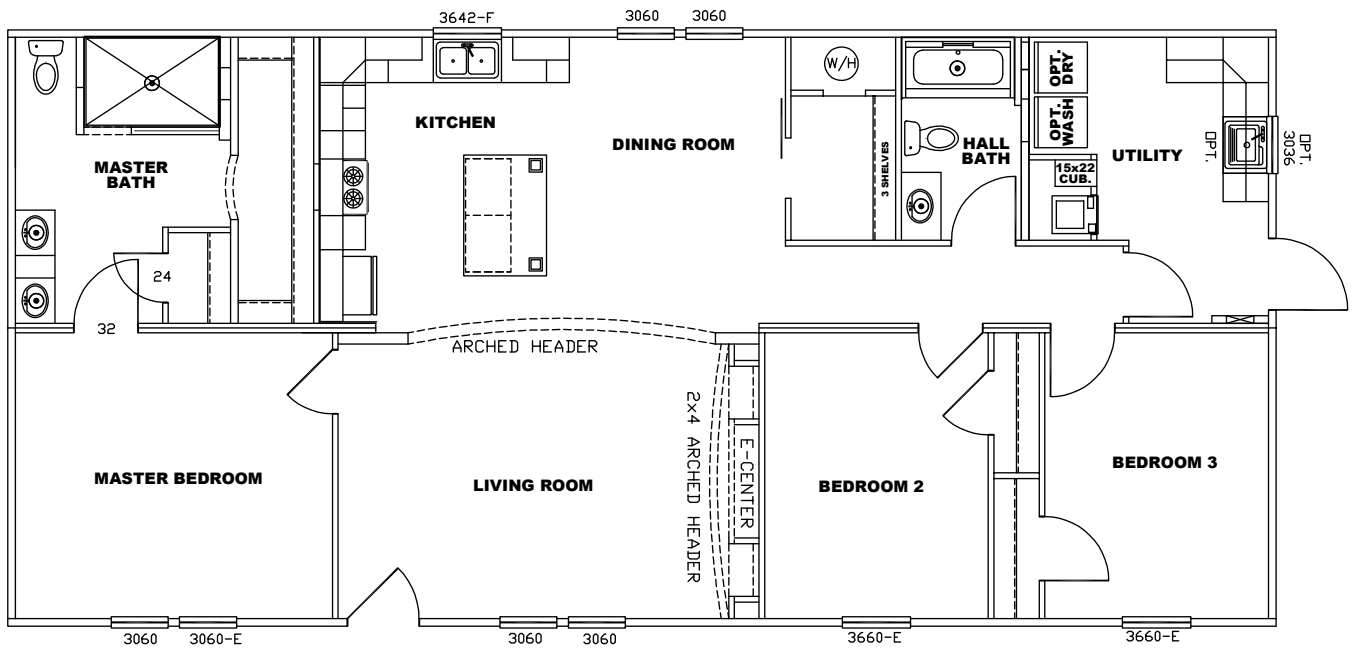 3642-F
3060
3060
W/H
OPT.
DRY
OPT.
WASH
KITCHEN
DINING ROOM
HALL
BATH
UTILITY
OPT.
OPT.
3036
MASTER
BATH
3 SHELVES
15x22
CUB.
24
32
ARCHED HEADER
2x4 ARCHED HEADER
E-CENTER
MASTER BEDROOM
LIVING ROOM
BEDROOM 2
BEDROOM 3
3060
3060-E
3060
3060
3660-E
3660-E